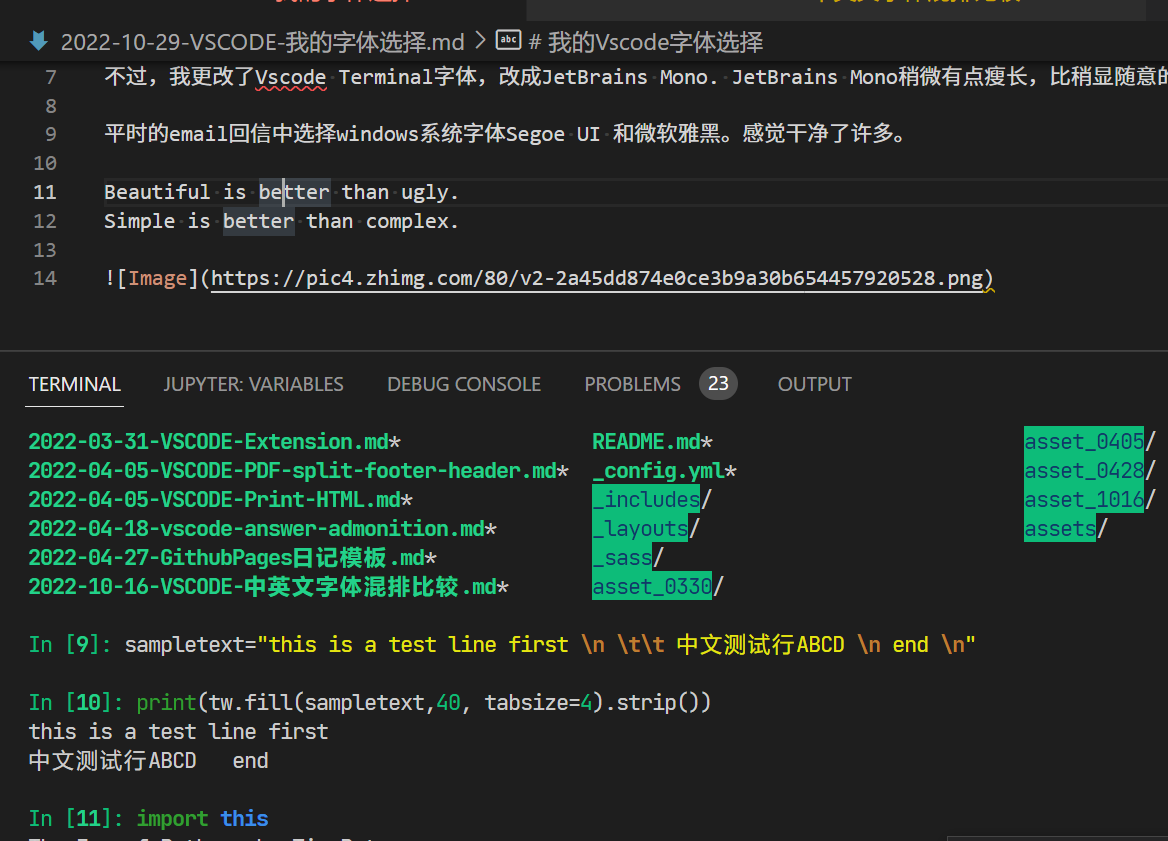 2022-10-29-VSCODE-我的字体选择.md > abc # 我的Vscode字体选择
7 不过，我更改了Vscode Terminal字体，改成JetBrains Mono. JetBrains Mono稍微有点瘦长，比稍显随意的
8
9 平时的email回信中选择windows系统字体Segoe UI 和微软雅黑。感觉干净了许多。
10
11 Beautiful is better than ugly.
12 Simple is better than complex.
13
14 ![Image](https://pic4.zhimg.com/80/v2-2a45dd874e0ce3b9a30b654457920528.png)
TERMINAL JUPYTER: VARIABLES DEBUG CONSOLE PROBLEMS 23 OUTPUT
2022-03-31-VSCODE-Extension.md* README.md* asset_0405/
2022-04-05-VSCODE-PDF-split-footer-header.md* _config.yml* asset_0428/
2022-04-05-VSCODE-Print-HTML.md* _includes/ asset_1016/
2022-04-18-vscode-answer-admonition.md* _layouts/ assets/
2022-04-27-GithubPages日记模板.md* _sass/
2022-10-16-VSCODE-中英文字体混排比较.md* asset_0330/
In [9]: sampletext="this is a test line first \n \t\t 中文测试行ABCD \n end \n"
In [10]: print(tw.fill(sampletext,40, tabsize=4).strip())
this is a test line first
中文测试行ABCD   end
In [11]: import this